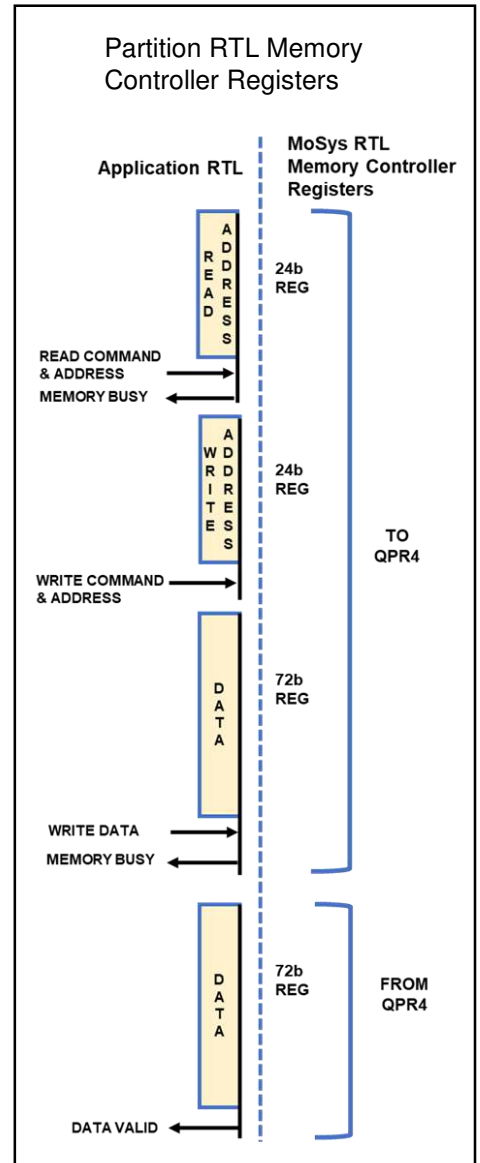 Partition RTL Memory
Controller Registers
Application RTL
MoSys RTL
Memory Controller
Registers
READ
ADDRESS
24b
REG
READ COMMAND
& ADDRESS
MEMORY BUSY
WRITE
ADDRESS
24b
REG
WRITE COMMAND
& ADDRESS
TO
QPR4
DATA
72b
REG
WRITE DATA
MEMORY BUSY
DATA
72b
REG
FROM
QPR4
DATA VALID